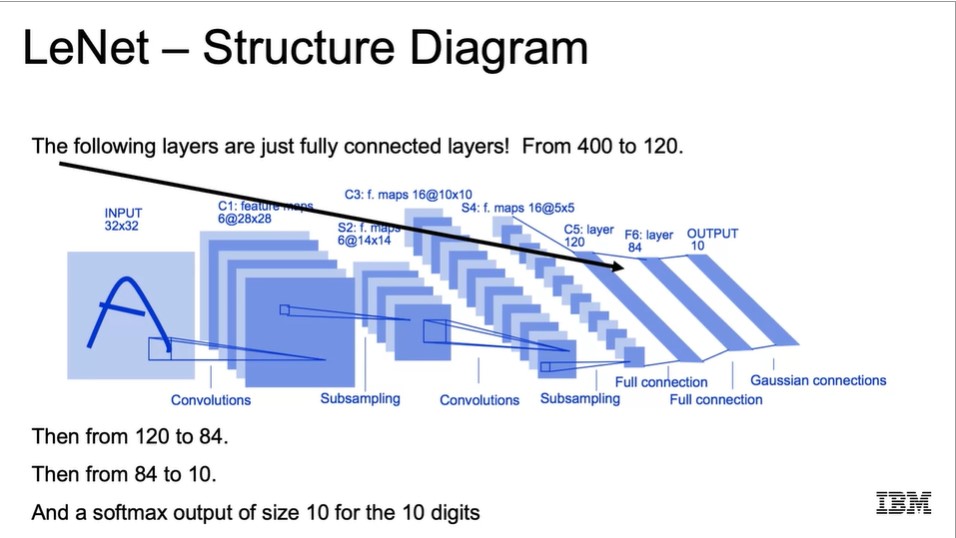 LeNet – Structure Diagram
The following layers are just fully connected layers!  From 400 to 120.
INPUT
32x32
C1: feature maps
6@28x28
S2: f. maps
6@14x14
C3: f. maps 16@10x10
S4: f. maps 16@5x5
C5: layer
120
F6: layer
84
OUTPUT
10
Convolutions
Subsampling
Convolutions
Subsampling
Full connection
Full connection
Gaussian connections
Then from 120 to 84.
Then from 84 to 10.
And a softmax output of size 10 for the 10 digits
A
IBM